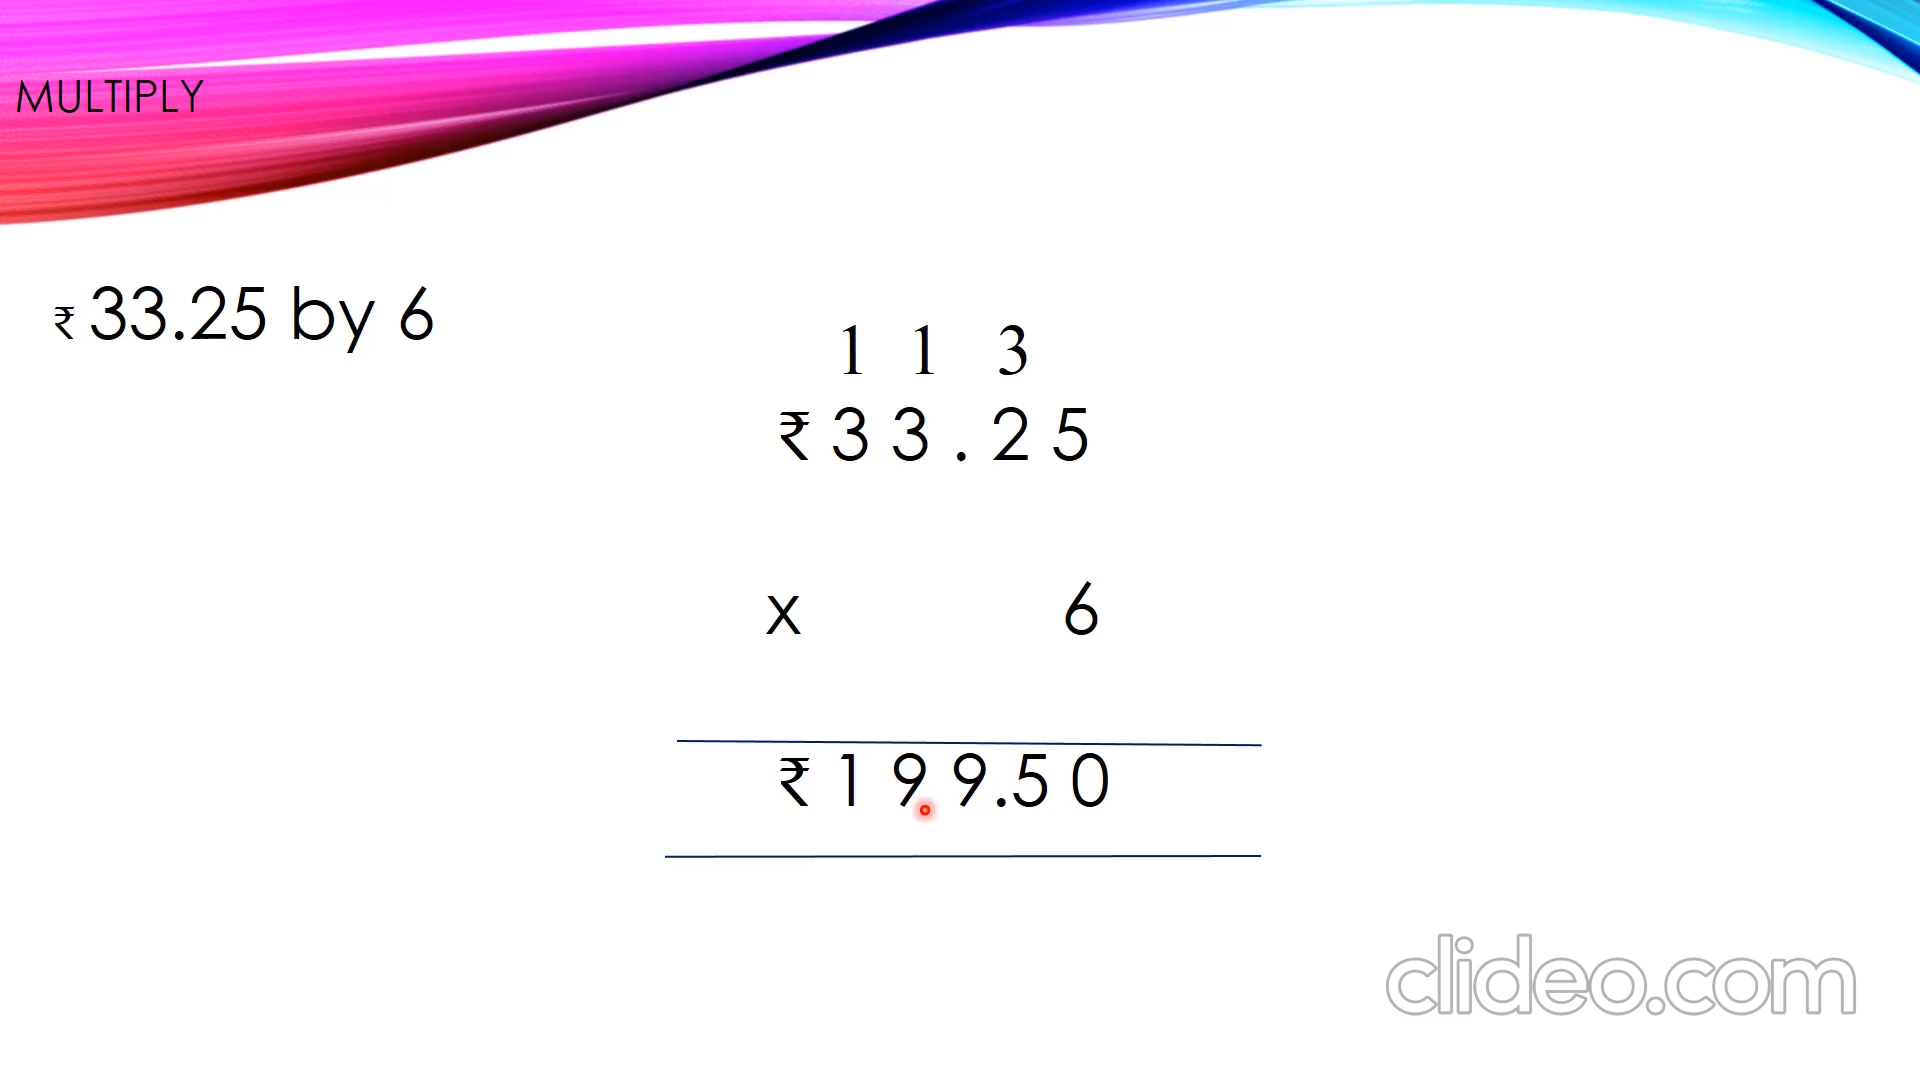 MULTIPLY
₹ 33.25 by 6
1 1 3
₹ 3 3 . 2 5
x 6
₹ 1 9 9.5 0
clideo.com